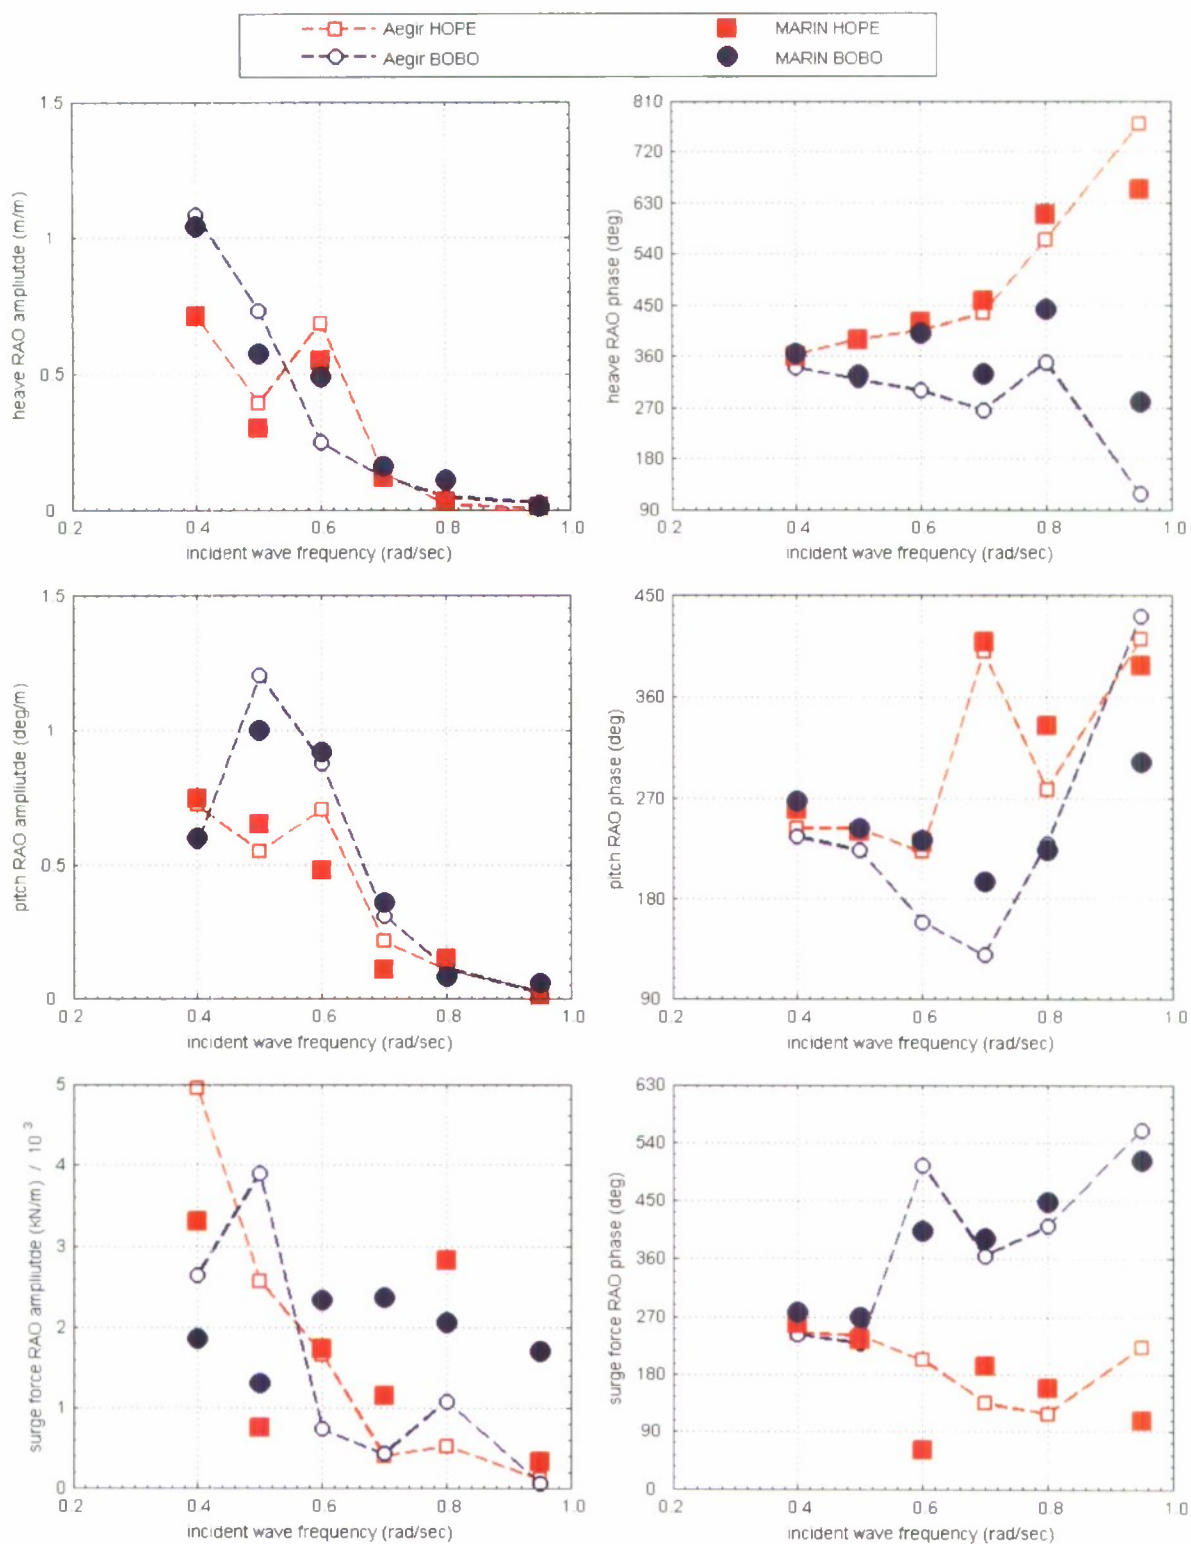 Aegir HOPE MARIN HOPE
Aegir BOBO MARIN BOBO
1.5
1
0.5
0
0.2 0.4 0.6 0.8 1.0
heave RAO ampliutde (m/m)
incident wave frequency (rad/sec)
810
720
630
540
450
360
270
180
90
0.2 0.4 0.6 0.8 1.0
heave RAO phase (deg)
incident wave frequency (rad/sec)
1.5
1
0.5
0
0.2 0.4 0.6 0.8 1.0
pitch RAO ampliutde (deg/m)
incident wave frequency (rad/sec)
450
360
270
180
90
0.2 0.4 0.6 0.8 1.0
pitch RAO phase (deg)
incident wave frequency (rad/sec)
5
4
3
2
1
0
0.2 0.4 0.6 0.8 1.0
surge force RAO ampliutde (kN/m) / 10³
incident wave frequency (rad/sec)
630
540
450
360
270
180
90
0
0.2 0.4 0.6 0.8 1.0
surge force RAO phase (deg)
incident wave frequency (rad/sec)